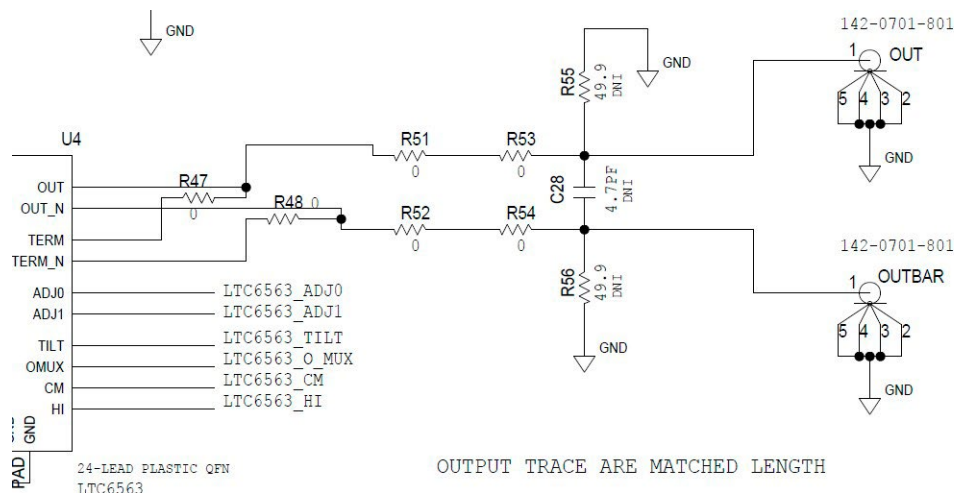 GND
142-0701-801
1
OUT
5 4 3 2
GND
R55
49.9
DNI
GND
U4
R51
0
R53
0
C28
4.7PF
DNI
OUT
R47
0
OUT_N
R48 0
R52
0
R54
0
TERM
TERM_N
R56
49.9
DNI
GND
142-0701-801
1
OUTBAR
5 4 3 2
GND
ADJ0
LTC6563_ADJ0
ADJ1
LTC6563_ADJ1
TILT
LTC6563_TILT
OMUX
LTC6563_O_MUX
CM
LTC6563_CM
HI
LTC6563_HI
GND
PAD
24-LEAD PLASTIC QFN
LTC6563
OUTPUT TRACE ARE MATCHED LENGTH